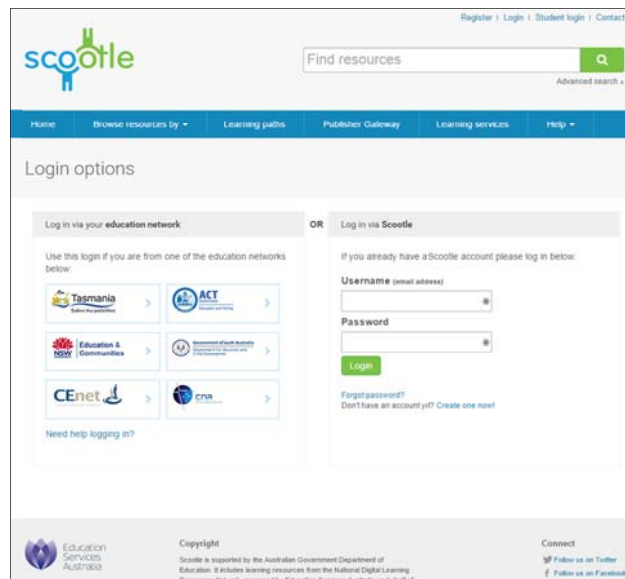 Register | Login | Student login | Contact
scootle
Find resources
Advanced search »
Home Browse resources by Learning paths Publisher Gateway Learning services Help
Login options
Log in via your education network OR Log in via Scootle
Use this login if you are from one of the education networks
below:
Tasmania
ACT
NSW Education &
Communities
Government of South Australia
CEnet
Need help logging in?
If you already have a Scootle account please log in below:
Username (email address)
Password
Login
Forgot password?
Don't have an account yrt? Create one now!
Education
Services
Australia
Copyright
Scootle is supported by the Australian Government Department of
Education. It includes learning resources from the National Digital Learning
Connect
Follow us on Twitter
Follow us on Facebook